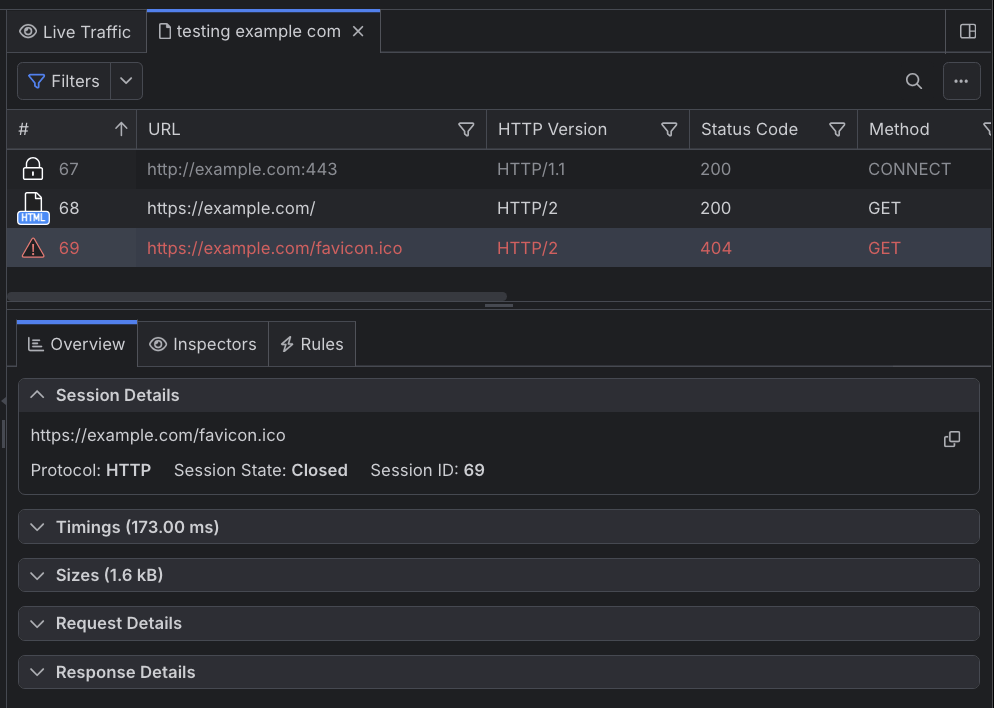 Live Traffic testing example com
Filters
# URL HTTP Version Status Code Method
67 http://example.com:443 HTTP/1.1 200 CONNECT
HTML 68 https://example.com/ HTTP/2 200 GET
69 https://example.com/favicon.ico HTTP/2 404 GET
Overview Inspectors Rules
Session Details
https://example.com/favicon.ico
Protocol: HTTP Session State: Closed Session ID: 69
Timings (173.00 ms)
Sizes (1.6 kB)
Request Details
Response Details